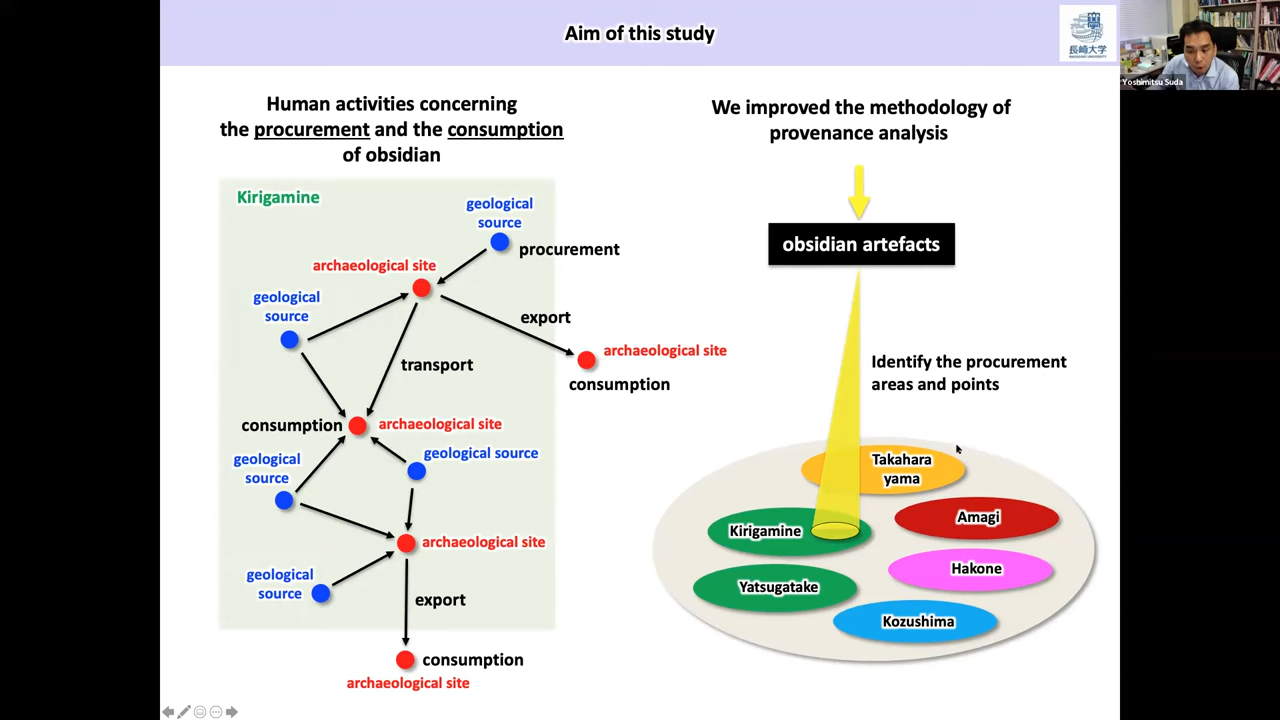 Aim of this study
長崎大学
NAGASAKI UNIVERSITY
Yoshimitsu Suda
Human activities concerning
the procurement and the consumption
of obsidian
Kirigamine
geological
source
procurement
archaeological site
geological
source
export
archaeological site
consumption
transport
consumption
archaeological site
geological
source
geological source
archaeological site
geological
source
export
consumption
archaeological site
We improved the methodology of
provenance analysis
obsidian artefacts
Identify the procurement
areas and points
Takahara
yama
Kirigamine
Amagi
Hakone
Yatsugatake
Kozushima